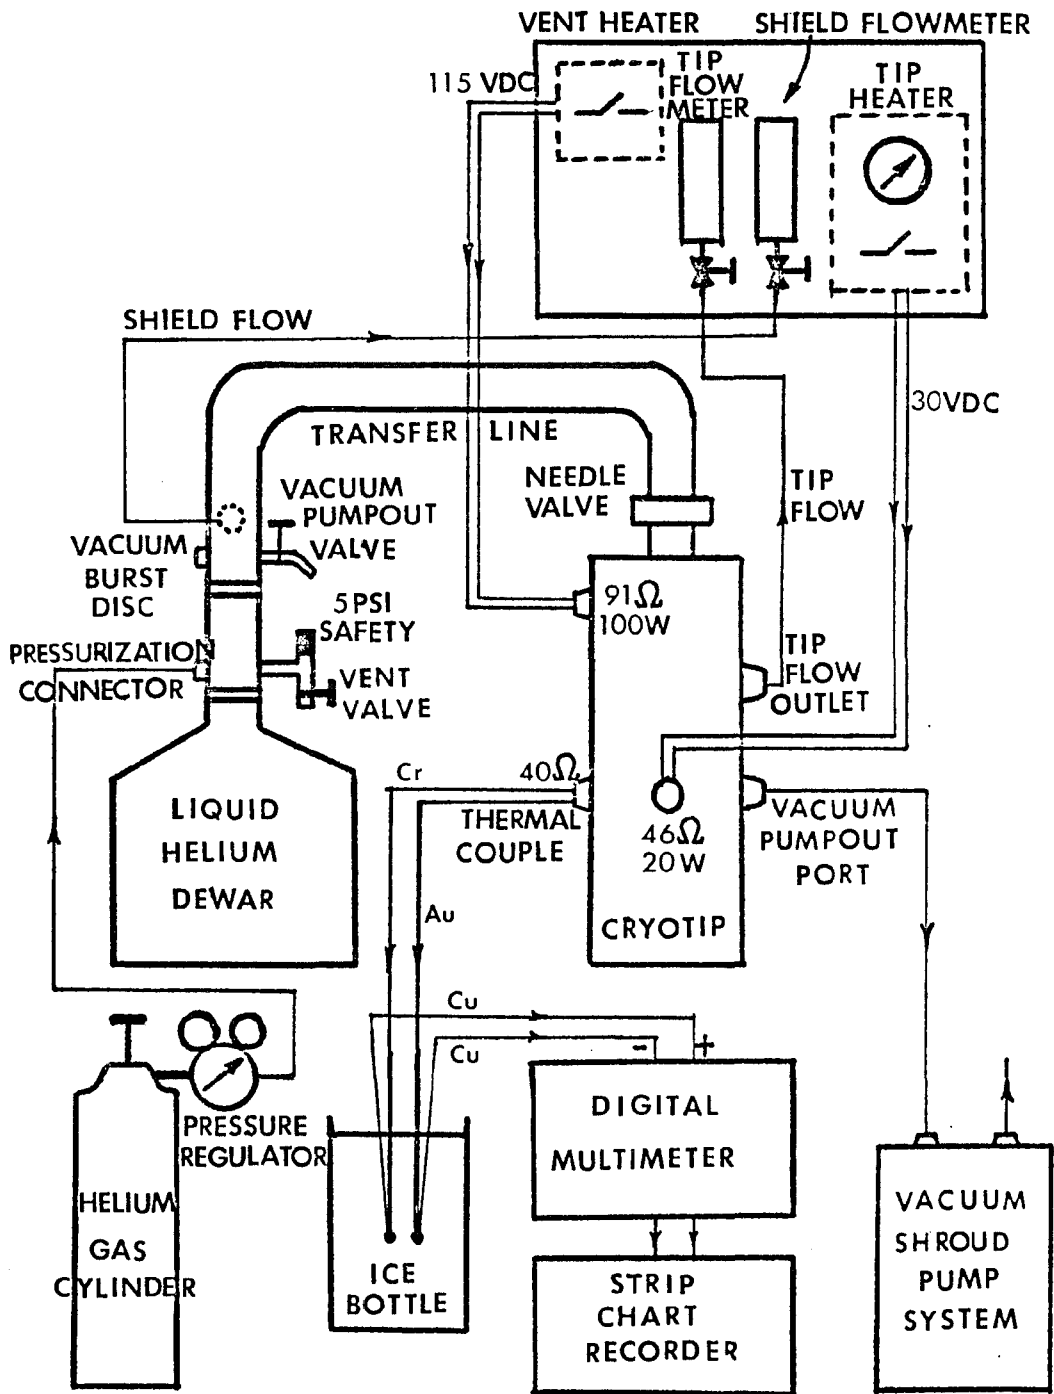 VENT HEATER
SHIELD FLOWMETER
115 VDC
TIP
FLOW
METER
TIP
HEATER
SHIELD FLOW
30VDC
TRANSFER LINE
NEEDLE
VALVE
TIP
FLOW
VACUUM
PUMPOUT
VALVE
VACUUM
BURST
DISC
5PSI
SAFETY
91Ω
100W
PRESSURIZATION
CONNECTOR
VENT
VALVE
TIP
FLOW
OUTLET
Cr
40Ω
THERMAL
COUPLE
46Ω
20W
VACUUM
PUMPOUT
PORT
LIQUID
HELIUM
DEWAR
Au
CRYOTIP
Cu
Cu
- +
DIGITAL
MULTIMETER
PRESSURE
REGULATOR
HELIUM
GAS
CYLINDER
ICE
BOTTLE
STRIP
CHART
RECORDER
VACUUM
SHROUD
PUMP
SYSTEM